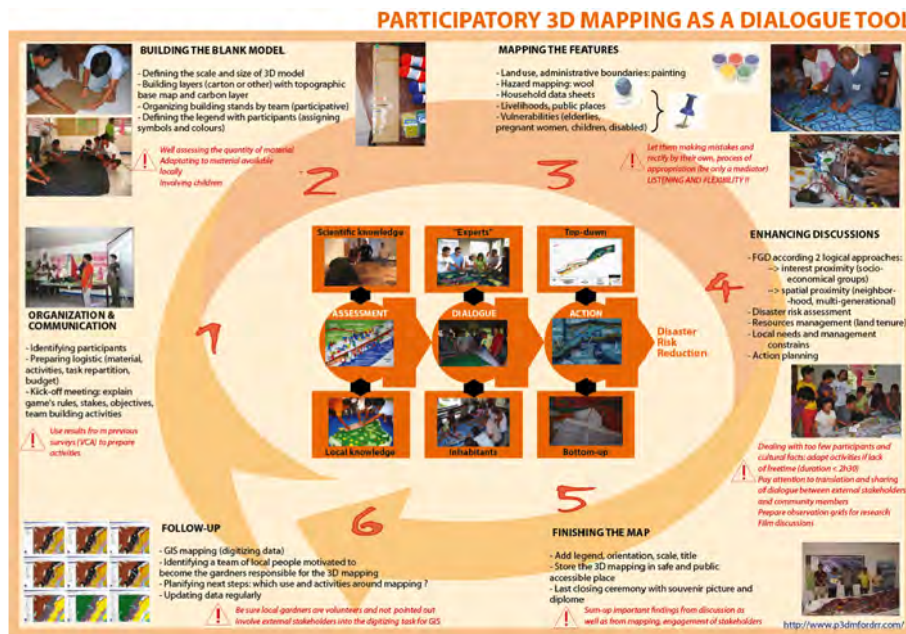 PARTICIPATORY 3D MAPPING AS A DIALOGUE TOOL
BUILDING THE BLANK MODEL
- Defining the scale and size of 3D model
- Building layers (carton or other) with topographic
base map and carbon layer
- Organizing building stands by team (participative)
- Defining the legend with participants (assigning
symbols and colours)
Well assessing the quantity of material
Adaptating to material available
locally
Involving children
2
MAPPING THE FEATURES
- Land use, administrative boundaries: painting
- Hazard mapping: wool
- Household data sheets
- Livelihoods, public places
- Vulnerabilities (elderlies,
pregnant women, children, disabled)
Let them making mistakes and
rectify by their own, process of
appropriation (be only a mediator)
LISTENING AND FLEXIBILITY !!
3
ENHANCING DISCUSSIONS
- FGD according 2 logical approaches:
--> interest proximity (socio-
economical groups)
--> spatial proximity (neighbor-
-hood, multi-generational)
- Disaster risk assessment
- Resources management (land tenure)
- Local needs and management
constrains
- Action planning
4
Dealing with too few participants and
cultural facts: adapt activities if lack
of freetime (duration < 2h30)
Pay attention to translation and sharing
of dialogue between external stakeholders
and community members
Prepare observation grids for research
Film discussions
Scientific knowledge
"Experts"
Top-down
ASSESSMENT
DIALOGUE
ACTION
Disaster
Risk
Reduction
Local knowledge
Inhabitants
Bottom-up
1
ORGANIZATION &
COMMUNICATION
- Identifying participants
- Preparing logistic (material,
activities, task repartition,
budget)
- Kick-off meeting: explain
game's rules, stakes, objectives,
team building activities
Use results from previous
surveys (VCA) to prepare
activities
6
FOLLOW-UP
- GIS mapping (digitizing data)
- Identifying a team of local people motivated to
become the gardners responsible for the 3D mapping
- Planifying next steps: which use and activities around mapping ?
- Updating data regularly
Be sure local gardners are volunteers and not pointed out
involve external stakeholders into the digitizing task for GIS
5
FINISHING THE MAP
- Add legend, orientation, scale, title
- Store the 3D mapping in safe and public
accessible place
- Last closing ceremony with souvenir picture and
diplome
Sum-up important findings from discussion as
well as from mapping, engagement of stakeholders
http://www.p3dmfordrr.com/